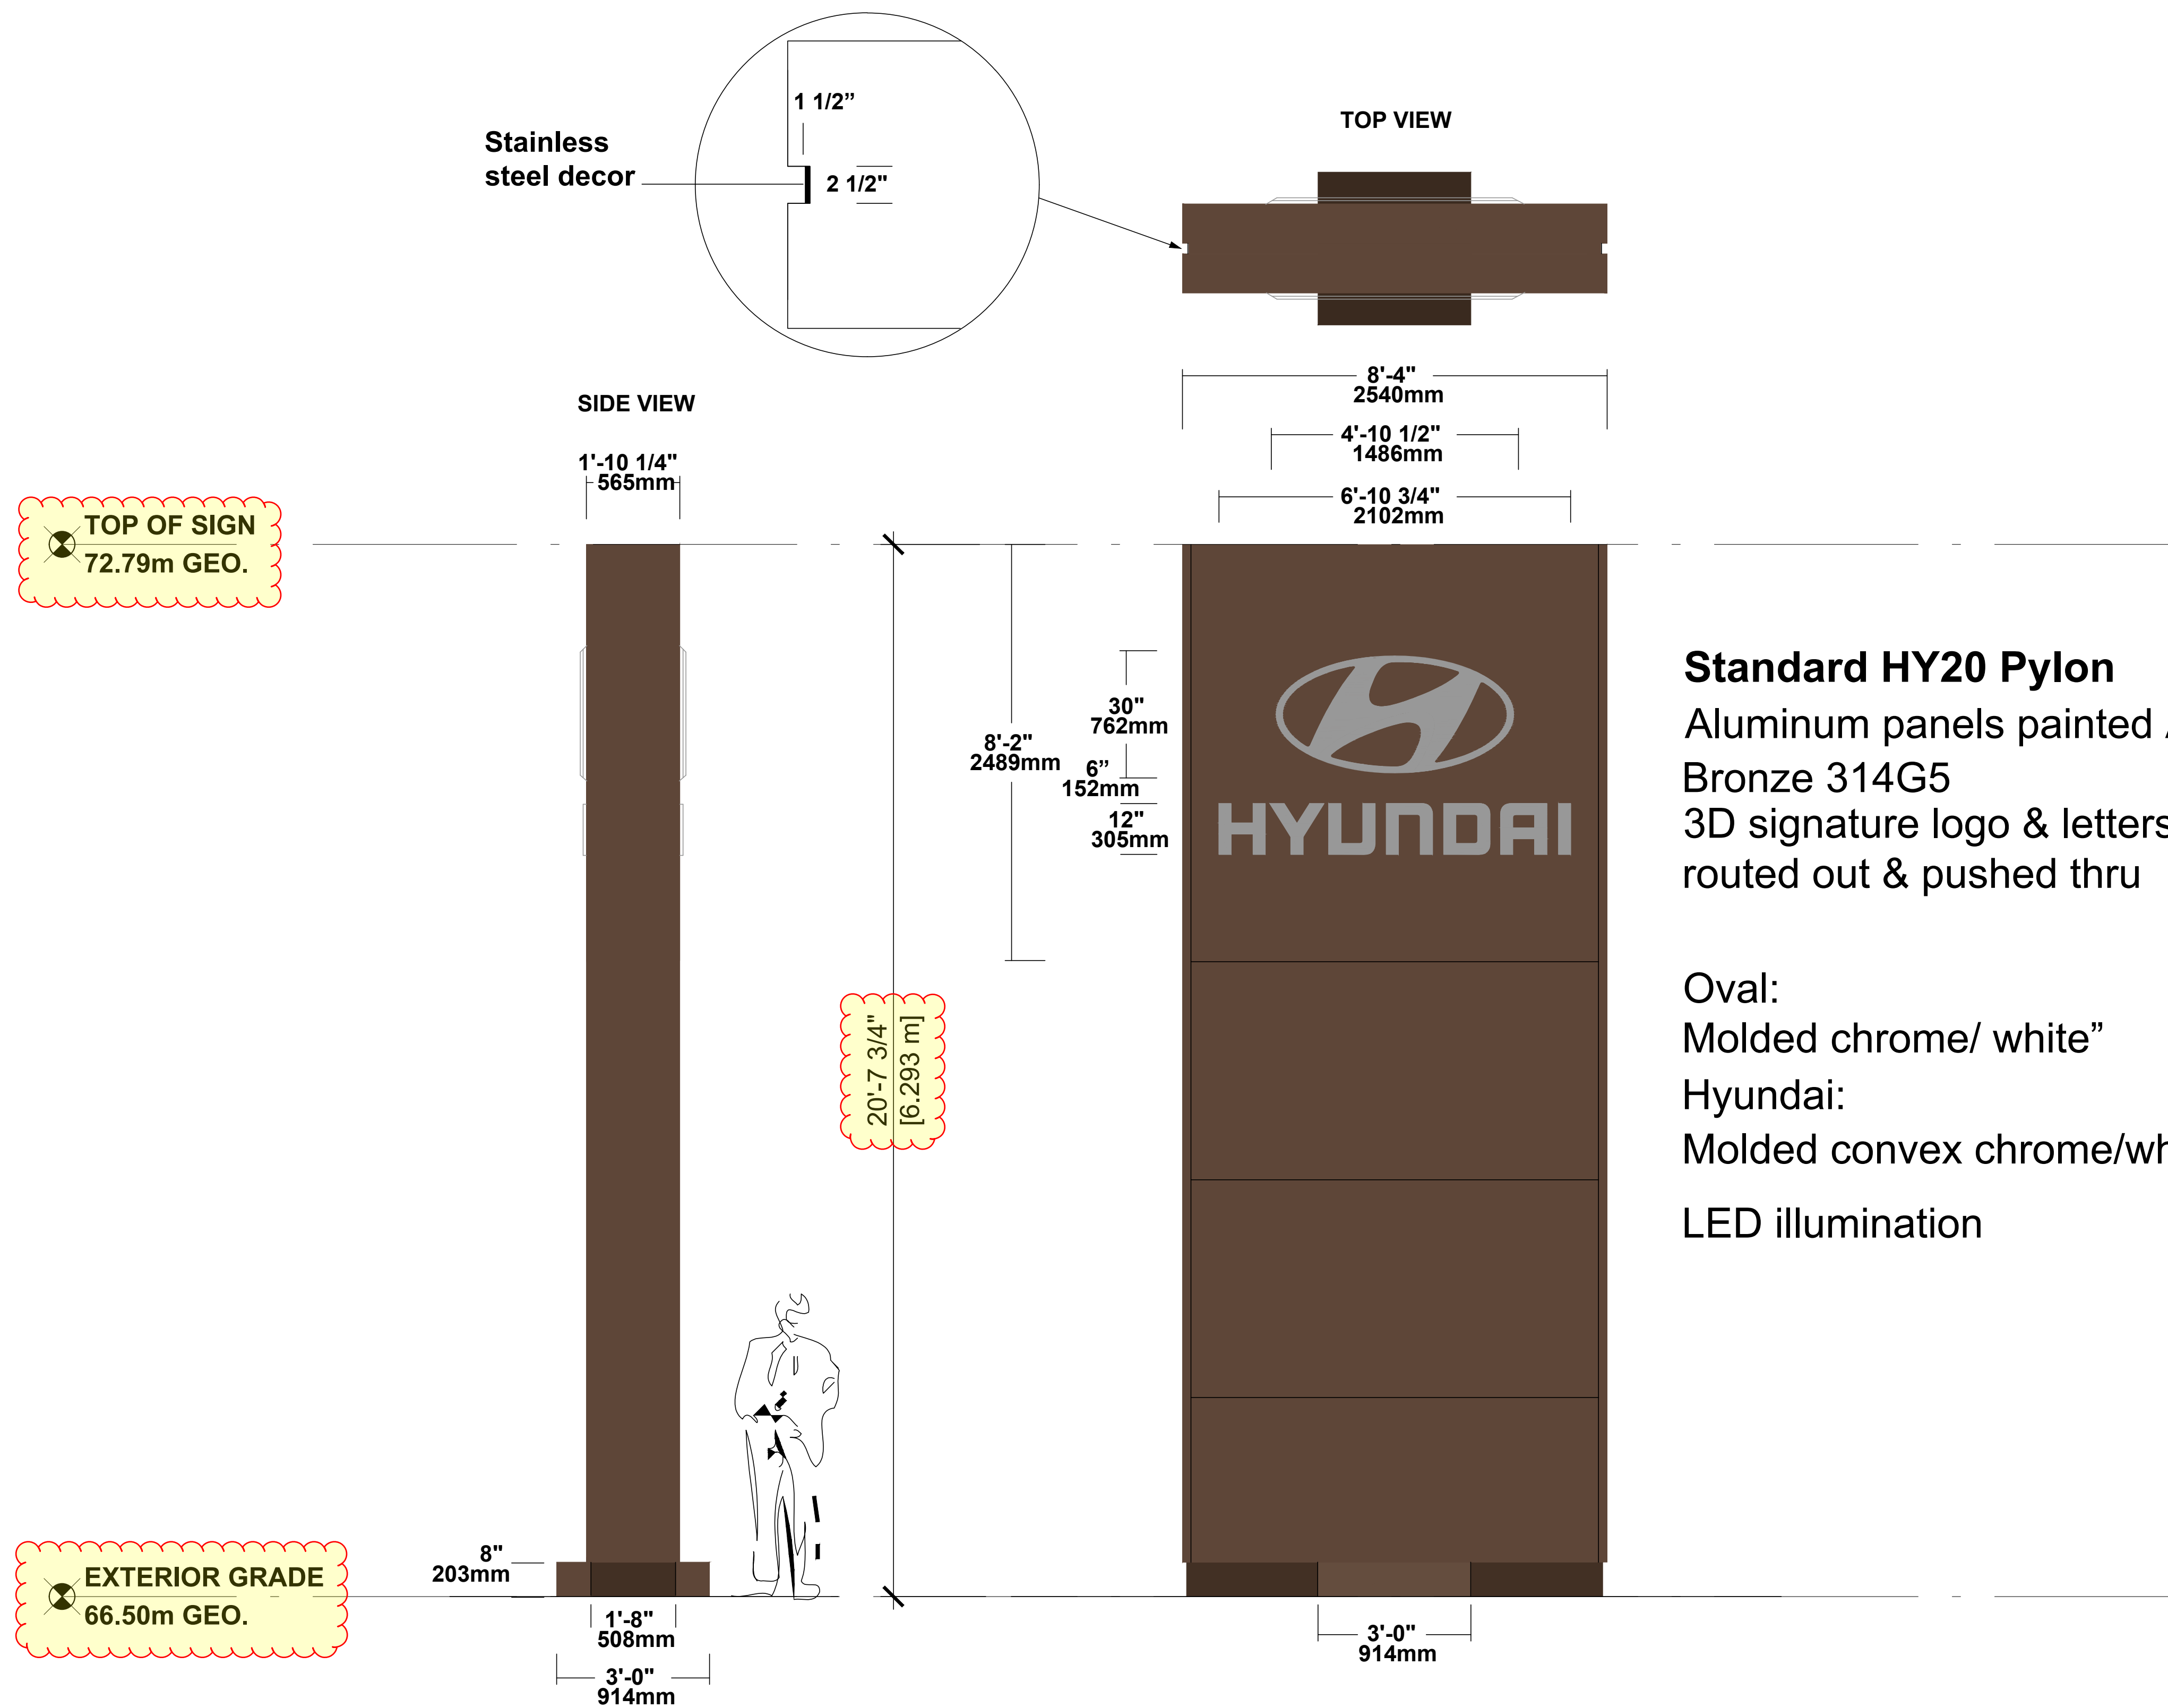 1 1/2”
Stainless
steel decor
2 1/2"
TOP VIEW
8'-4"
2540mm
4'-10 1/2"
1486mm
6'-10 3/4"
2102mm
SIDE VIEW
1'-10 1/4"
565mm
TOP OF SIGN
72.79m GEO.
30"
762mm
8'-2"
2489mm
6”
152mm
12"
305mm
HYUNDAI
20'-7 3/4"
[6.293 m]
Standard HY20 Pylon
Aluminum panels painted
Bronze 314G5
3D signature logo & letters
routed out & pushed thru
Oval:
Molded chrome/ white”
Hyundai:
Molded convex chrome/wh
LED illumination
8"
203mm
EXTERIOR GRADE
66.50m GEO.
1'-8"
508mm
3'-0"
914mm
3'-0"
914mm